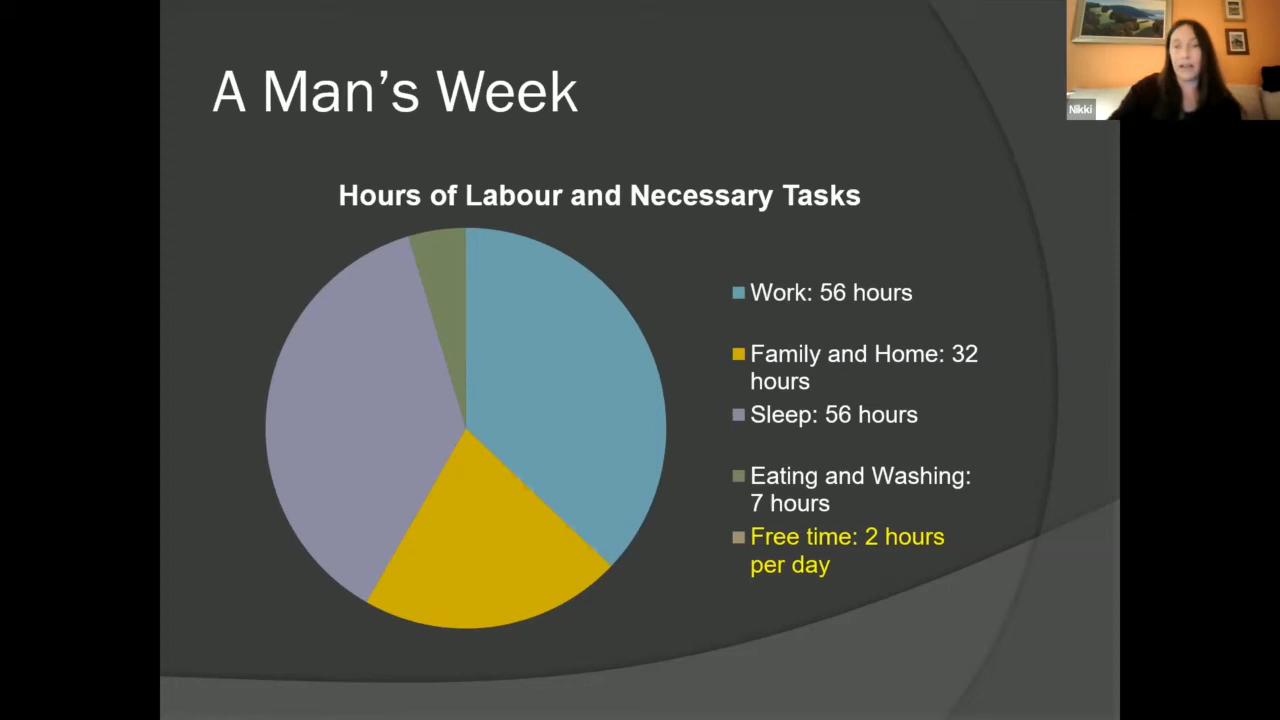 A Man's Week
Nikki
Hours of Labour and Necessary Tasks
Work: 56 hours
Family and Home: 32
hours
Sleep: 56 hours
Eating and Washing:
7 hours
Free time: 2 hours
per day